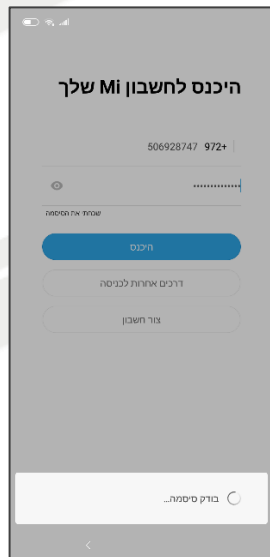 היכנס לחשבון Mi שלך
+972 506928747
שכחתי את הסיסמה
היכנס
דרכים אחרות לכניסה
צור חשבון
בודק סיסמה...